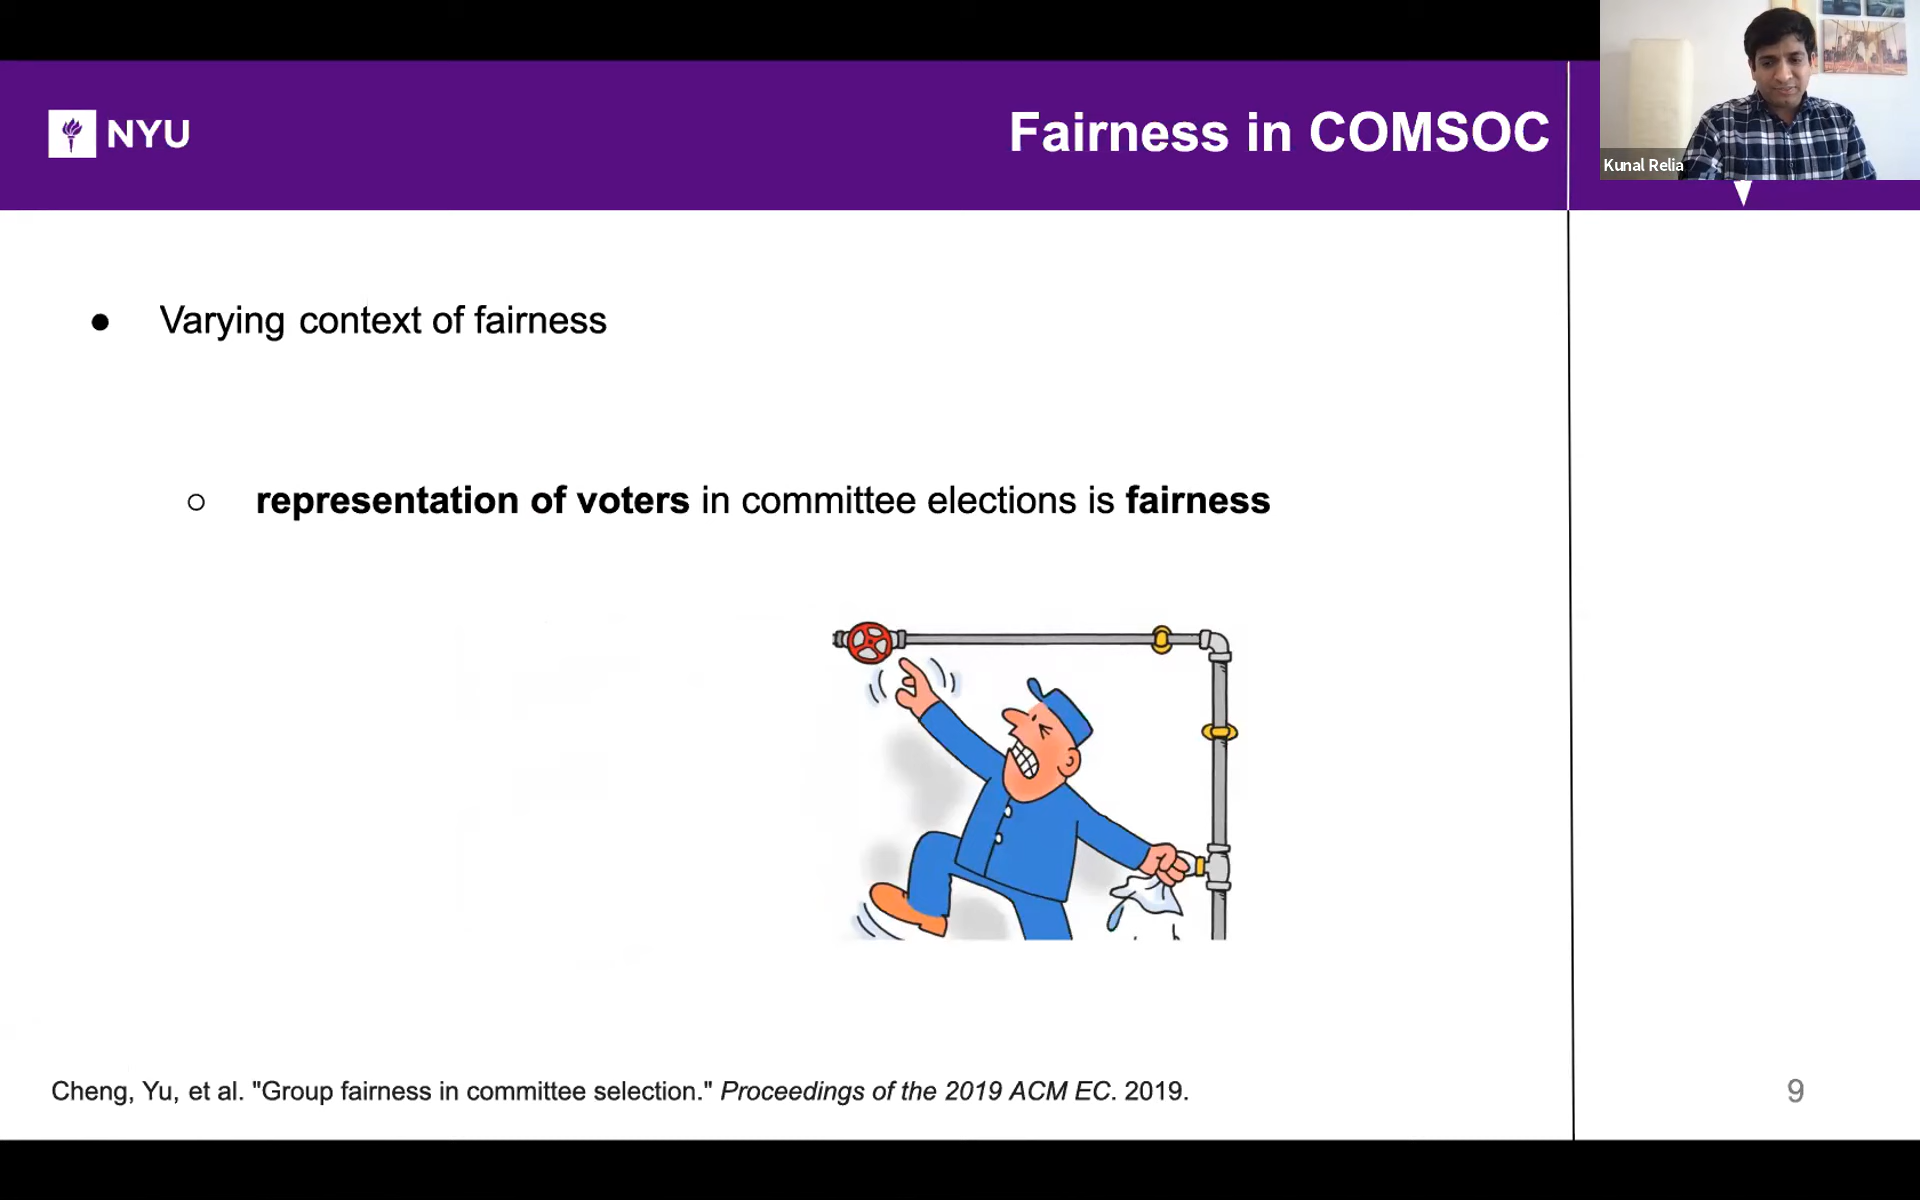 NYU
Fairness in COMSOC
Kunal Relia
● Varying context of fairness
○ representation of voters in committee elections is fairness
Cheng, Yu, et al. "Group fairness in committee selection." Proceedings of the 2019 ACM EC. 2019.
9